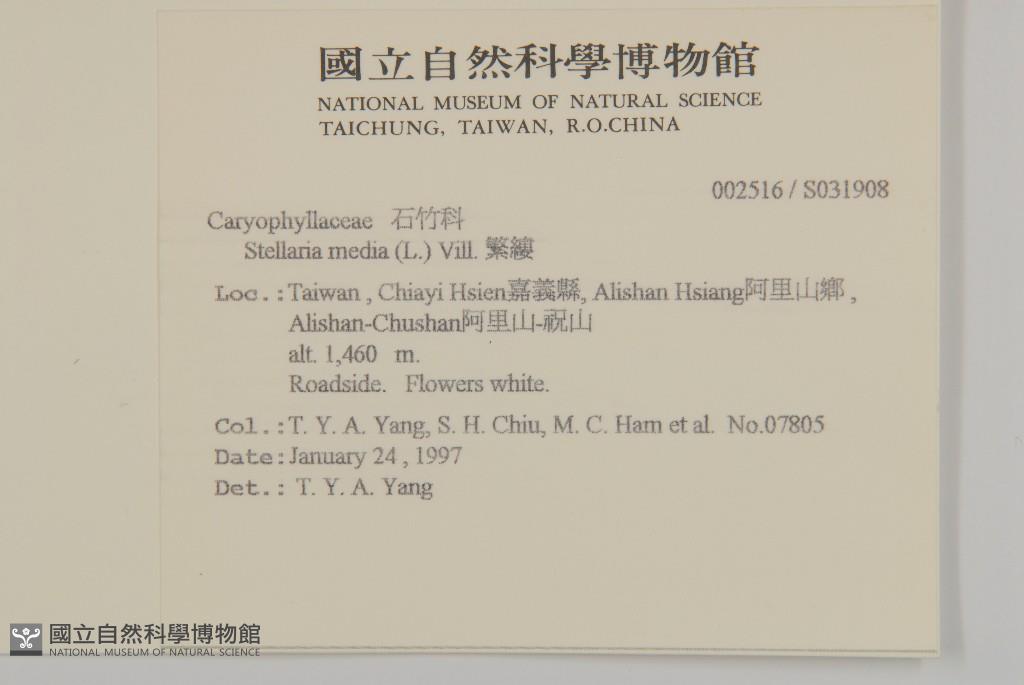 國立自然科學博物館
NATIONAL MUSEUM OF NATURAL SCIENCE
TAICHUNG, TAIWAN, R.O.CHINA
002516 / S031908
Caryophyllaceae 石竹科
Stellaria media (L.) Vill. 繁縷
Loc.: Taiwan , Chiayi Hsien嘉義縣, Alishan Hsiang阿里山鄉 ,
Alishan-Chushan阿里山-祝山
alt. 1,460 m.
Roadside. Flowers white.
Col.: T. Y. A. Yang, S. H. Chiu, M. C. Ham et al. No.07805
Date: January 24 , 1997
Det.: T. Y. A. Yang
國立自然科學博物館
NATIONAL MUSEUM OF NATURAL SCIENCE